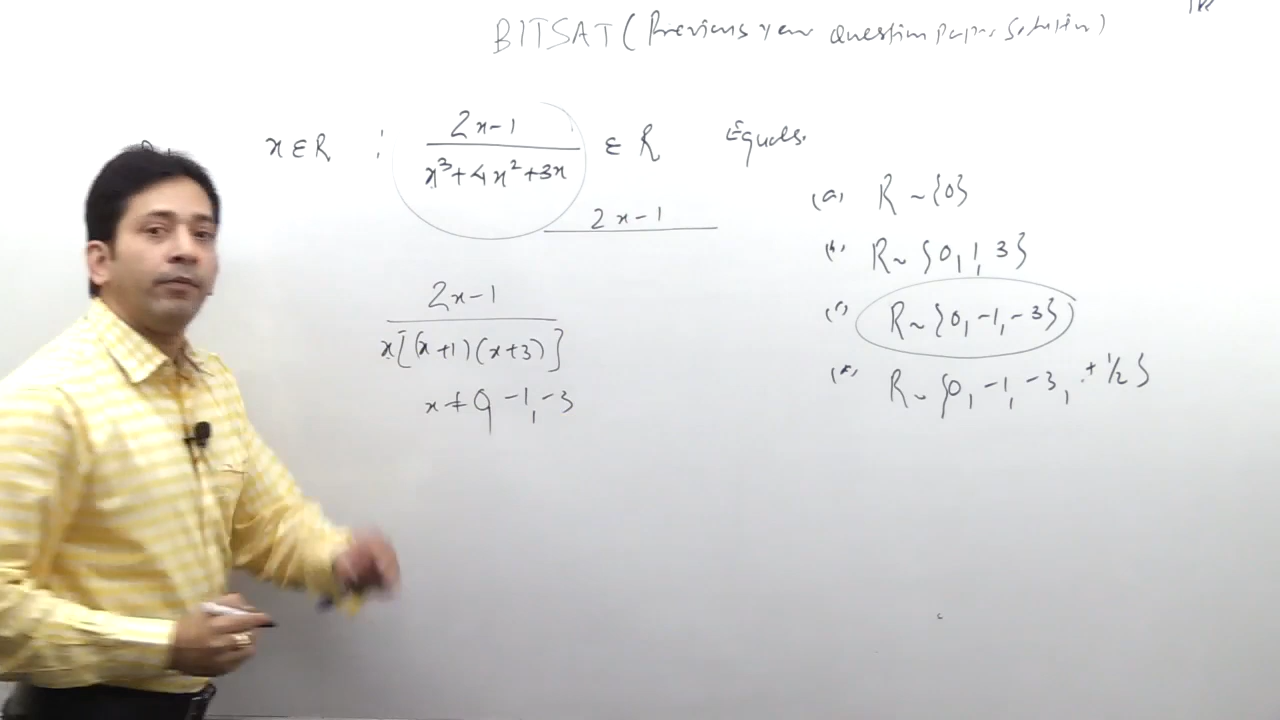 BITSAT (Previous year Question Paper Solution)
x ∈ R : (2x-1)/(x³+4x²+3x) ∈ R Equals.
2x-1
(a) R ~ {0}
(b) R ~ {0, 1, 3}
(2x-1)/(x[(x+1)(x+3)])
(c) R ~ {0, -1, -3}
x ≠ 0, -1, -3
R ~ {0, -1, -3, +1/2}